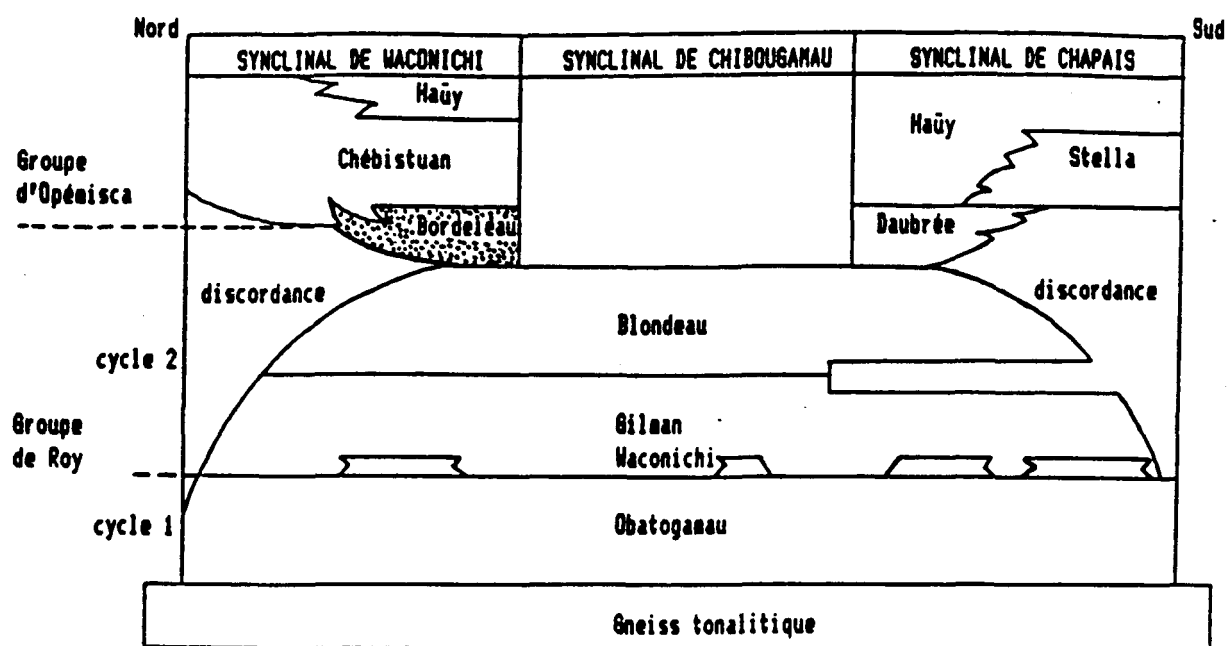 Nord
Sud
SYNCLINAL DE WACONICHI
SYNCLINAL DE CHIBOUGAMAU
SYNCLINAL DE CHAPAIS
Haüy
Haüy
Chébistuan
Stella
Groupe
d'Opémisca
Bordeleau
Daubrée
discordance
discordance
Blondeau
cycle 2
Gilman
Groupe
de Roy
Waconichi
cycle 1
Obatogamau
Gneiss tonalitique